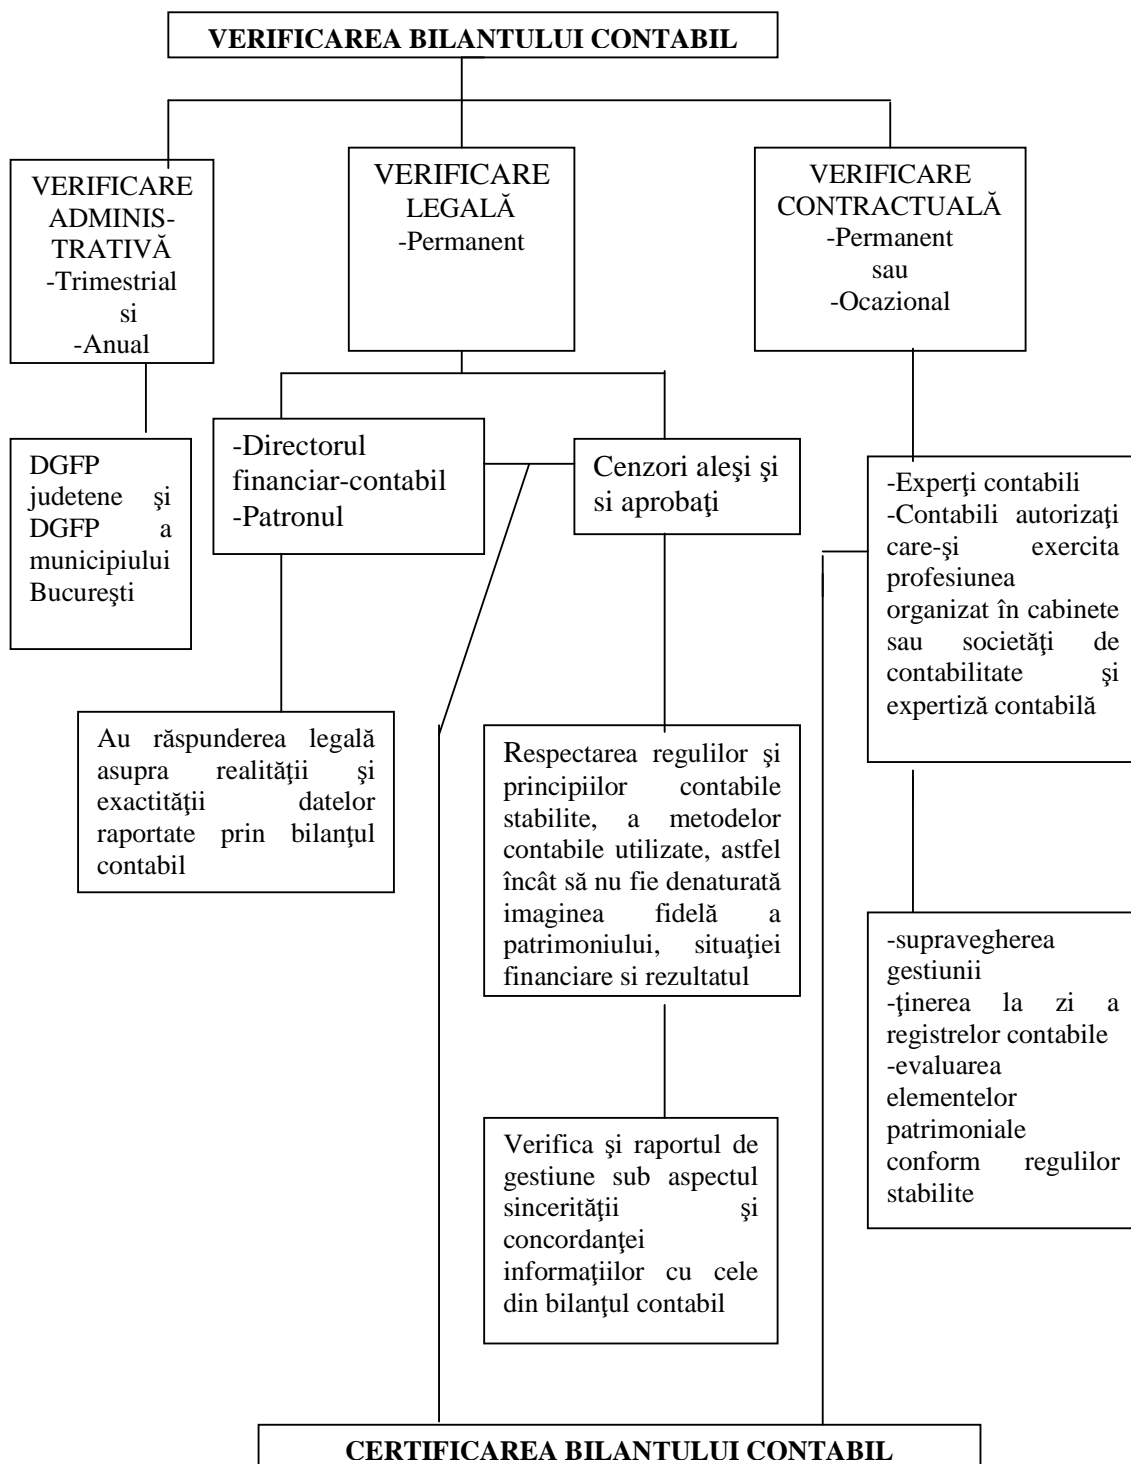 VERIFICAREA BILANTULUI CONTABIL
VERIFICARE
ADMINIS-
TRATIVĂ
-Trimestrial
si
-Anual
VERIFICARE
LEGALĂ
-Permanent
VERIFICARE
CONTRACTUALĂ
-Permanent
sau
-Ocazional
DGFP
judetene şi
DGFP a
municipiului
Bucureşti
-Directorul
financiar-contabil
-Patronul
Cenzori aleşi şi
si aprobaţi
-Experţi contabili
-Contabili autorizaţi
care-şi exercita
profesiunea
organizat în cabinete
sau societăţi de
contabilitate şi
expertiză contabilă
Au răspunderea legală
asupra realităţii şi
exactităţii datelor
raportate prin bilanţul
contabil
Respectarea regulilor şi
principiilor contabile
stabilite, a metodelor
contabile utilizate, astfel
încât să nu fie denaturată
imaginea fidelă a
patrimoniului, situaţiei
financiare si rezultatul
-supravegherea
gestiunii
-ţinerea la zi a
registrelor contabile
-evaluarea
elementelor
patrimoniale
conform regulilor
stabilite
Verifica şi raportul de
gestiune sub aspectul
sincerităţii şi
concordanţei
informaţiilor cu cele
din bilanţul contabil
CERTIFICAREA BILANTULUI CONTABIL